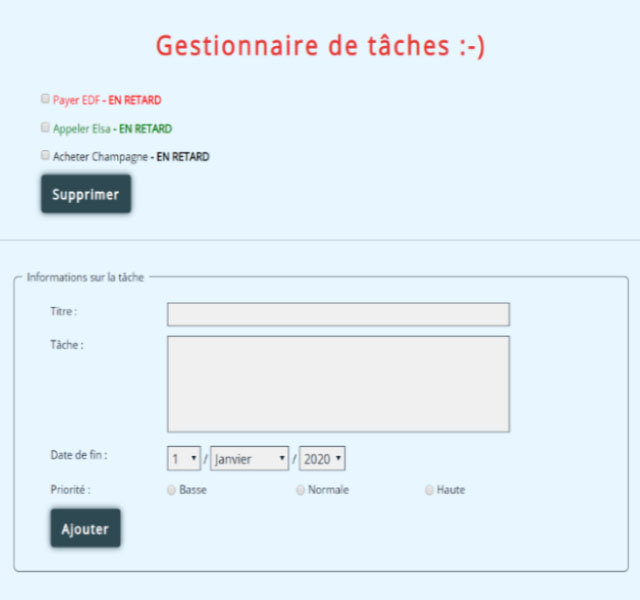 Gestionnaire de tâches :-)
Payer EDF - EN RETARD
Appeler Elsa - EN RETARD
Acheter Champagne - EN RETARD
Supprimer
Informations sur la tâche
Titre :
Tâche :
Date de fin : 1 / Janvier / 2020
Priorité : Basse Normale Haute
Ajouter